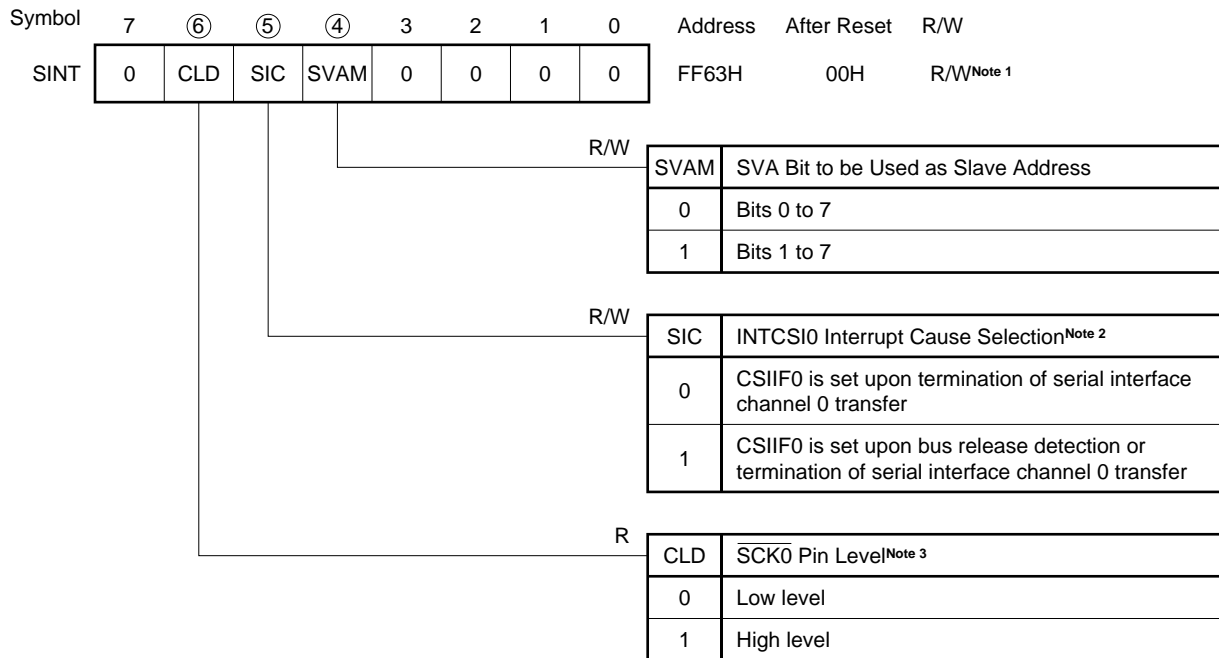 Symbol 7 ⑥ ⑤ ④ 3 2 1 0 Address After Reset R/W
SINT 0 CLD SIC SVAM 0 0 0 0 FF63H 00H R/WNote 1
R/W
SVAM SVA Bit to be Used as Slave Address
0 Bits 0 to 7
1 Bits 1 to 7
R/W
SIC INTCSI0 Interrupt Cause SelectionNote 2
0 CSIIF0 is set upon termination of serial interface
channel 0 transfer
1 CSIIF0 is set upon bus release detection or
termination of serial interface channel 0 transfer
R
CLD S̅C̅K̅0̅ Pin LevelNote 3
0 Low level
1 High level